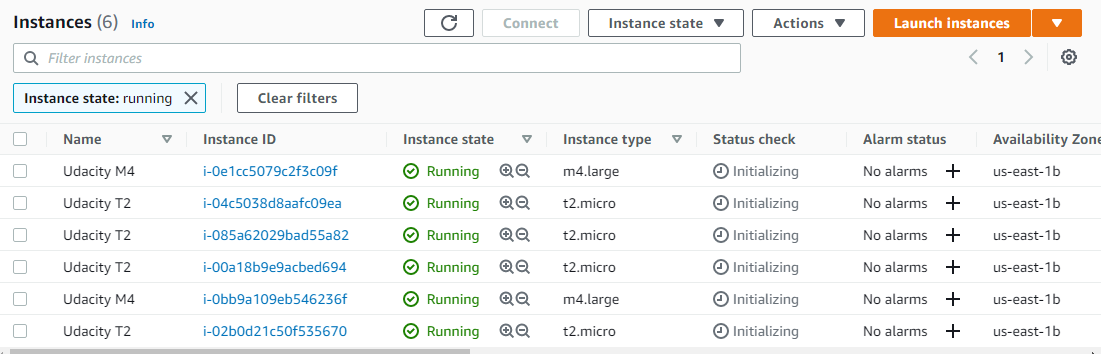 Instances (6) Info Connect Instance state Actions Launch instances
Filter instances 1
Instance state: running Clear filters
Name Instance ID Instance state Instance type Status check Alarm status Availability Zone
Udacity M4 i-0e1cc5079c2f3c09f Running m4.large Initializing No alarms us-east-1b
Udacity T2 i-04c5038d8aafc09ea Running t2.micro Initializing No alarms us-east-1b
Udacity T2 i-085a62029bad55a82 Running t2.micro Initializing No alarms us-east-1b
Udacity T2 i-00a18b9e9acbed694 Running t2.micro Initializing No alarms us-east-1b
Udacity M4 i-0bb9a109eb546236f Running m4.large Initializing No alarms us-east-1b
Udacity T2 i-02b0d21c50f535670 Running t2.micro Initializing No alarms us-east-1b